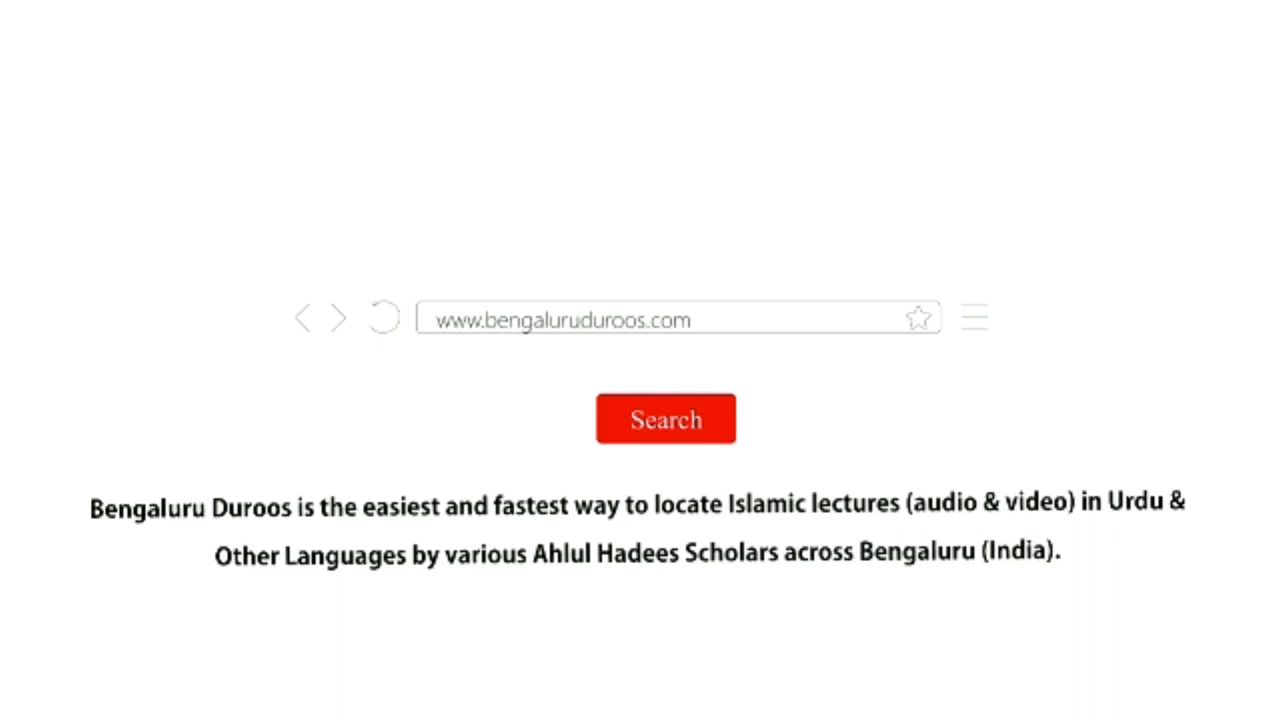 www.bengaluruduroos.com
Search
Bengaluru Duroos is the easiest and fastest way to locate Islamic lectures (audio & video) in Urdu &
Other Languages by various Ahlul Hadees Scholars across Bengaluru (India).